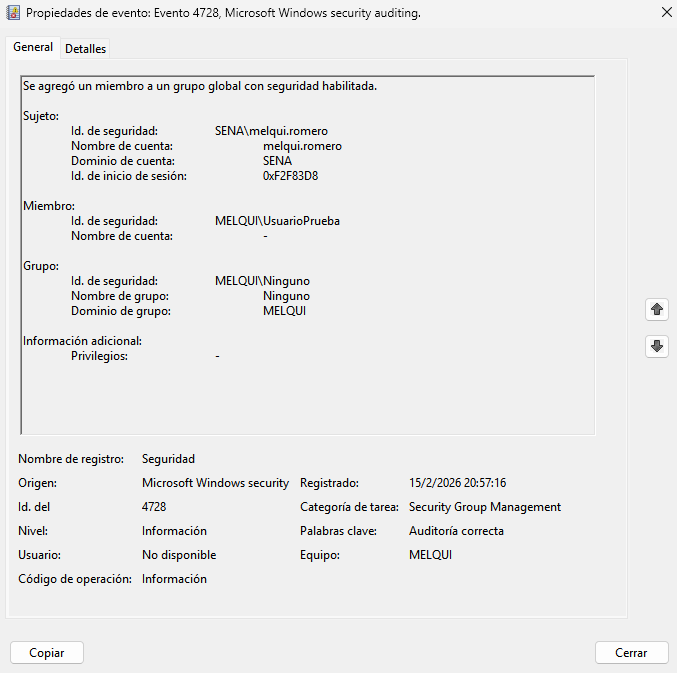 Propiedades de evento: Evento 4728, Microsoft Windows security auditing.
General Detalles
Se agregó un miembro a un grupo global con seguridad habilitada.
Sujeto:
Id. de seguridad: SENA\melqui.romero
Nombre de cuenta: melqui.romero
Dominio de cuenta: SENA
Id. de inicio de sesión: 0xF2F83D8
Miembro:
Id. de seguridad: MELQUI\UsuarioPrueba
Nombre de cuenta: -
Grupo:
Id. de seguridad: MELQUI\Ninguno
Nombre de grupo: Ninguno
Dominio de grupo: MELQUI
Información adicional:
Privilegios: -
Nombre de registro: Seguridad
Origen: Microsoft Windows security Registrado: 15/2/2026 20:57:16
Id. del 4728 Categoría de tarea: Security Group Management
Nivel: Información Palabras clave: Auditoría correcta
Usuario: No disponible Equipo: MELQUI
Código de operación: Información
Copiar Cerrar